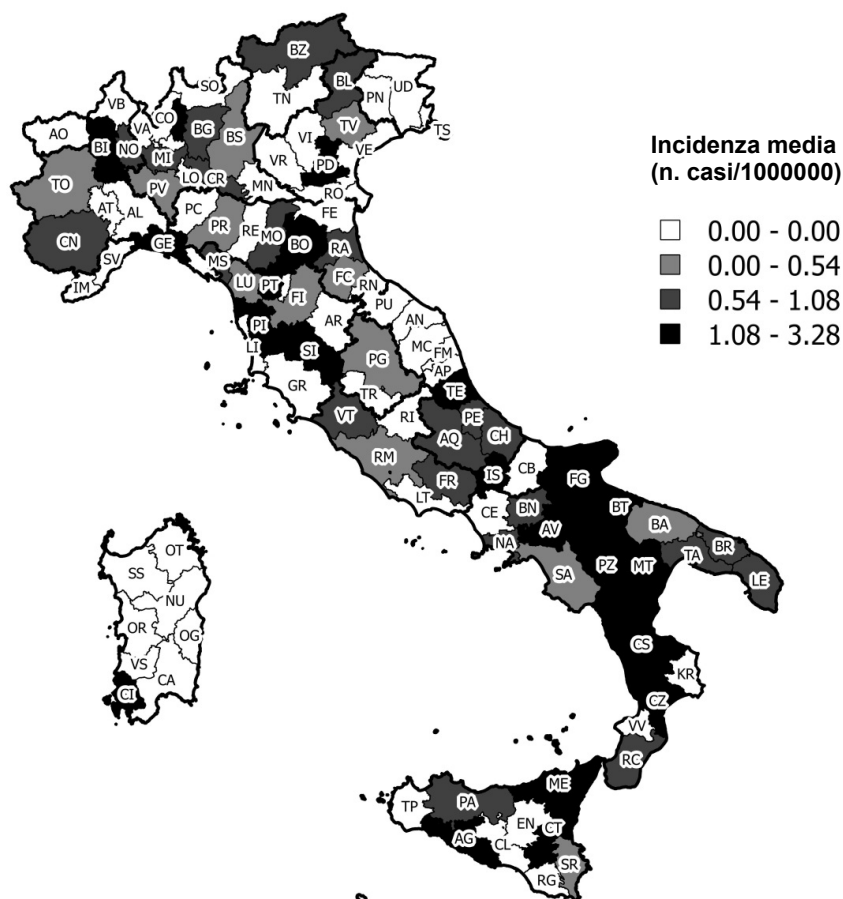 BZ
SO
BL
UD
VB
TN
PN
CO
AO
VA
BG
BS
TV
TS
BI
NO
VI
VE
MI
VR
PD
TO
LO
CR
PV
MN
RO
AT
AL
PC
FE
PR
RE
MO
BO
CN
GE
RA
SV
MS
FC
IM
LU
PT
RN
FI
PU
PI
AR
AN
MC
FM
LI
SI
PG
AP
GR
TR
TE
VT
RI
PE
AQ
CH
RM
IS
CB
FR
FG
LT
CE
BN
BT
AV
BA
NA
BR
PZ
MT
TA
SA
LE
OT
SS
NU
OR
OG
CS
VS
KR
CA
CI
CZ
VV
RC
ME
TP
PA
EN
CT
AG
CL
SR
RG
Incidenza media
(n. casi/1000000)
0.00 - 0.00
0.00 - 0.54
0.54 - 1.08
1.08 - 3.28